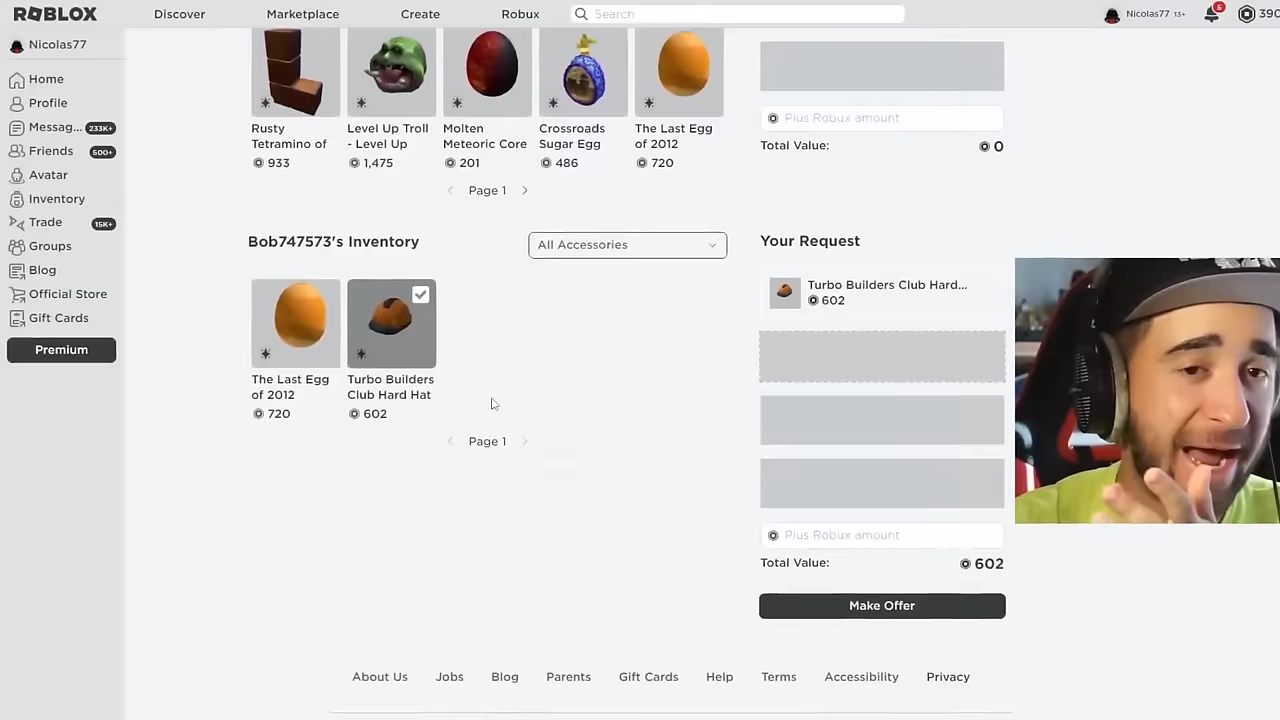 ROBLOX
Discover
Marketplace
Create
Robux
Search
Nicolas77 13+
5
390
Nicolas77
Home
Profile
Messag... 233K+
Friends 500+
Avatar
Inventory
Trade 15K+
Groups
Blog
Official Store
Gift Cards
Premium
Rusty
Tetramino of
933
Level Up Troll
- Level Up
1,475
Molten
Meteoric Core
201
Crossroads
Sugar Egg
486
The Last Egg
of 2012
720
Page 1
Plus Robux amount
Total Value: 0
Bob747573's Inventory
All Accessories
The Last Egg
of 2012
720
Turbo Builders
Club Hard Hat
602
Page 1
Your Request
Turbo Builders Club Hard...
602
Plus Robux amount
Total Value: 602
Make Offer
About Us
Jobs
Blog
Parents
Gift Cards
Help
Terms
Accessibility
Privacy